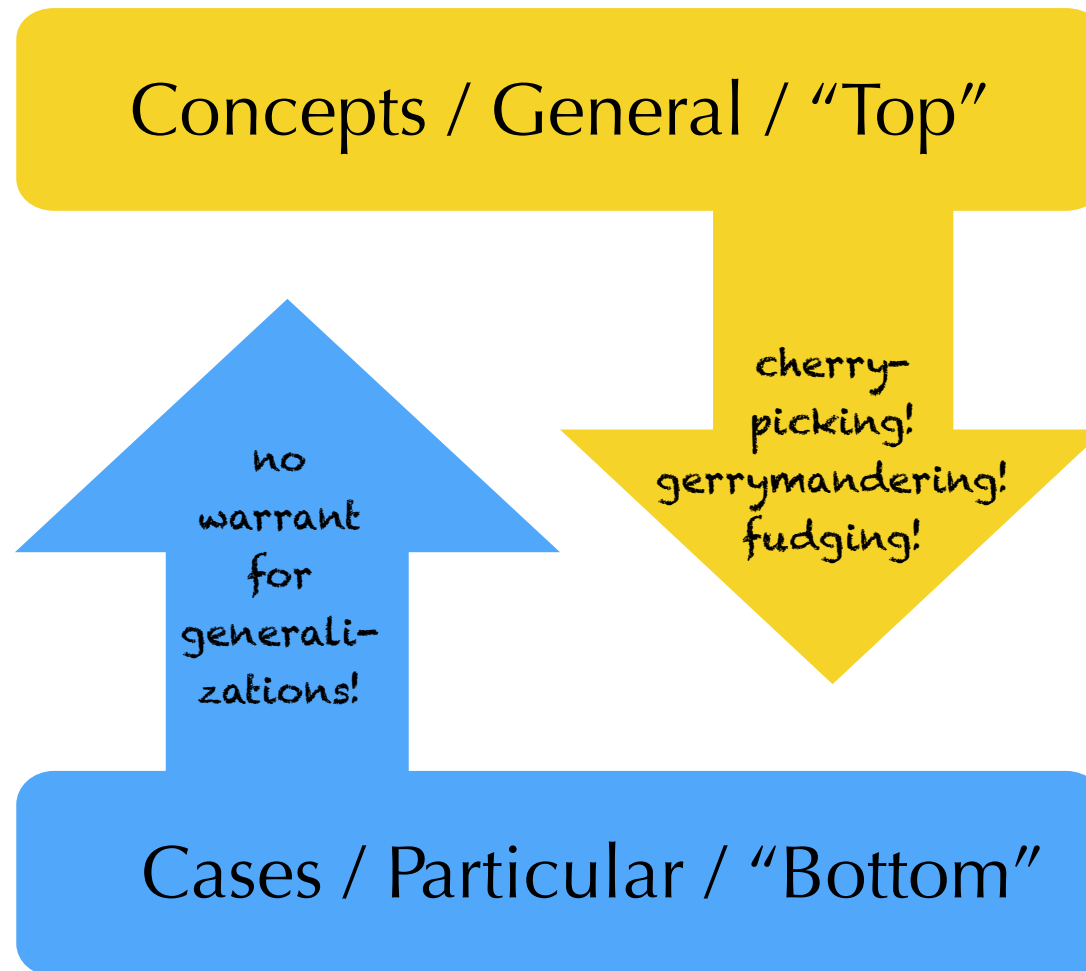 Concepts / General / “Top”
cherry-
picking!
gerrymandering!
fudging!
no
warrant
for
generali-
zations!
Cases / Particular / “Bottom”